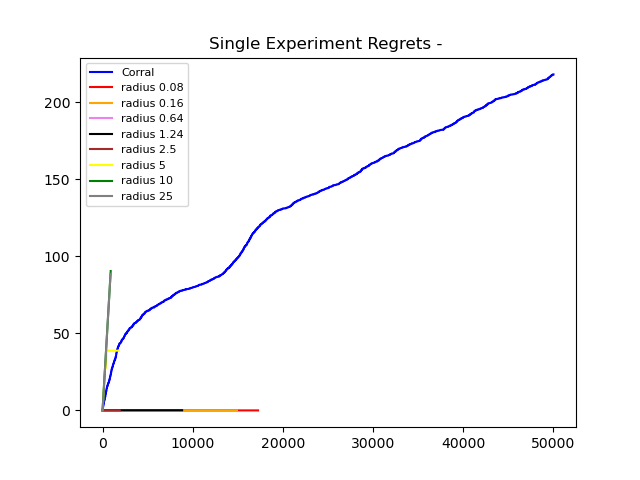 Single Experiment Regrets -
Corral
radius 0.08
radius 0.16
radius 0.64
radius 1.24
radius 2.5
radius 5
radius 10
radius 25
200
150
100
50
0
0 10000 20000 30000 40000 50000